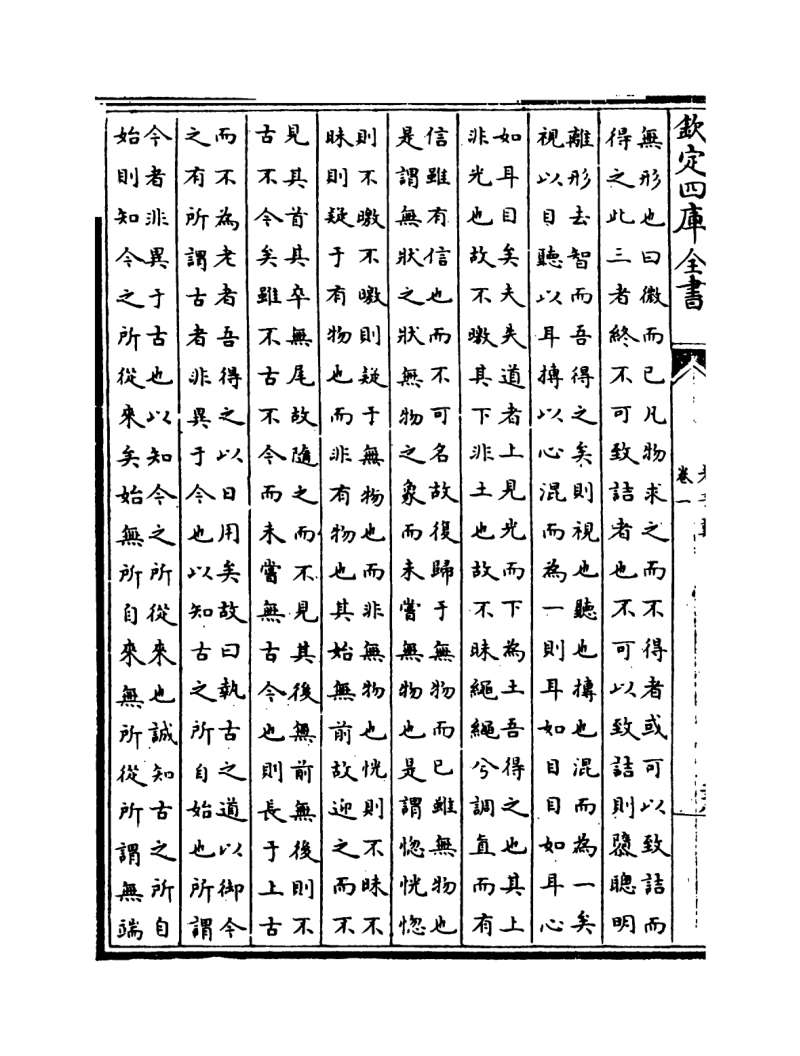 欽定四庫全書
卷一
無形也曰微而已凡物求之而不得者或可以致詰而
得之此三者終不可致詰者也不可以致詰則隳聰明
離形去智而吾得之矣則視也聽也摶也混而為一矣
視以目聽以耳摶以心混而為一則耳如目目如耳心
如耳目矣夫失道者上見光而下為土吾得之也其上
非光也故不曒其下非土也故不昧繩繩兮調直而有
信雖有信也而不可名故復歸于無物而已雖無物也
是謂無狀之狀無物之象而未嘗無物也是謂惚恍惚
則不曒不曒則疑于無物也而非無物也恍則不昧不
昧則疑于有物也而非有物也其始無前故迎之而不
見其首其卒無尾故隨之而不見其後無前無後則不
古不今矣雖不古不今而未嘗無古今也則長于上古
而不為老者吾得之以日用矣故曰執古之道以御今
之有所謂古者非異于今也以知古之所自始也所謂
今者非異于古也以知今之所從來也誠知古之所自
始則知今之所從來矣始無所自來無所從所謂無端